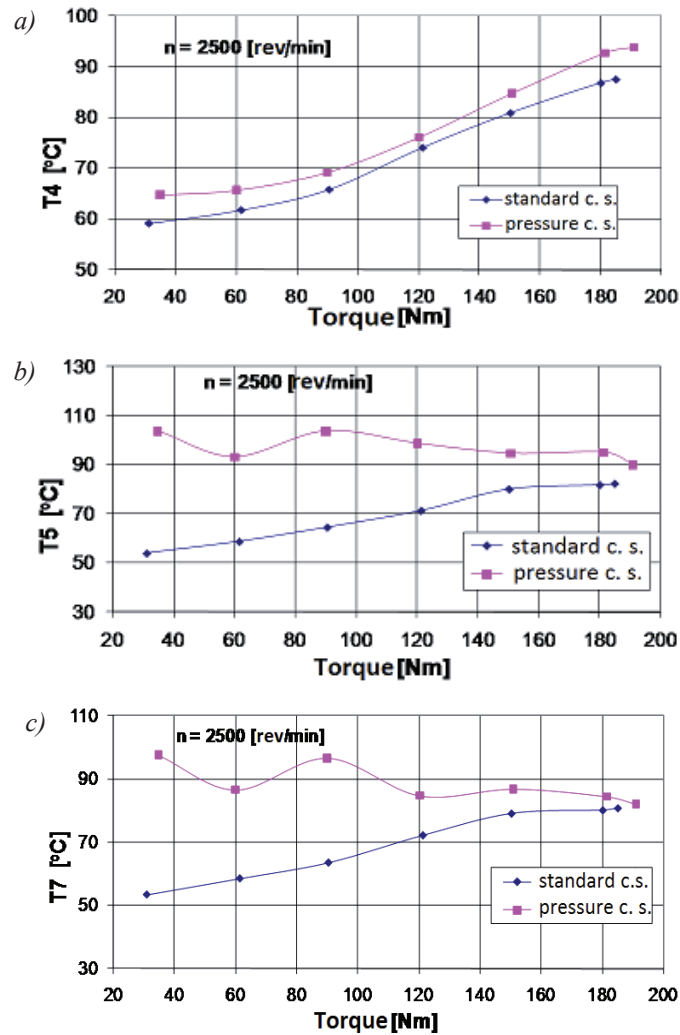 a)
n = 2500 [rev/min]
T4 [ºC]
100
90
80
70
60
50
standard c. s.
pressure c. s.
20 40 60 80 100 120 140 160 180 200
Torque[Nm]
b)
n = 2500 [rev/min]
T5 [ºC]
130
110
90
70
50
30
standard c. s.
pressure c. s.
20 40 60 80 100 120 140 160 180 200
Torque[Nm]
c)
n = 2500 [rev/min]
T7 [ºC]
110
90
70
50
30
standard c.s.
pressure c. s.
20 40 60 80 100 120 140 160 180 200
Torque[Nm]